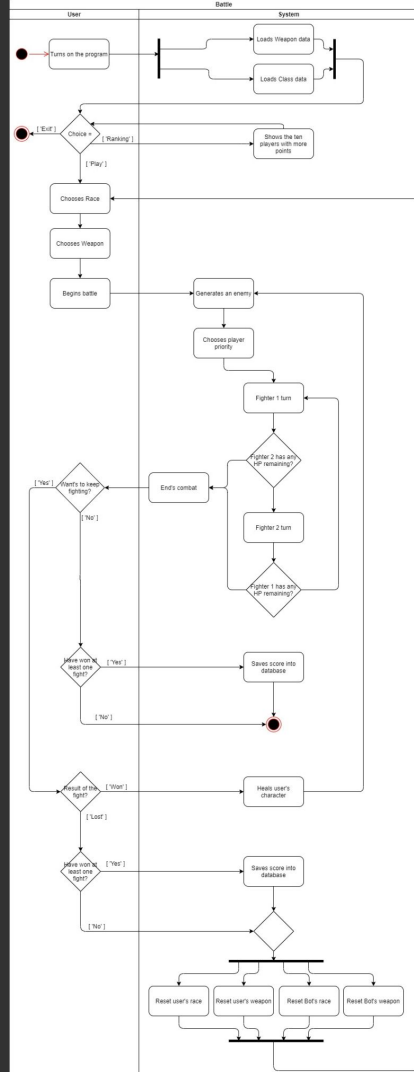 Battle
User
System
Turns on the program
Loads Weapon data
Loads Class data
[ 'Exit' ]
Choice =
[ 'Ranking' ]
Shows the ten
players with more
points
[ 'Play' ]
Chooses Race
Chooses Weapon
Begins battle
Generates an enemy
Chooses player
priority
Fighter 1 turn
Fighter 2 has any
HP remaining?
[ 'Yes' ]
Want's to keep
fighting?
End's combat
[ 'No' ]
Fighter 2 turn
Fighter 1 has any
HP remaining?
Have won at
least one
fight?
[ 'Yes' ]
Saves score into
database
[ 'No' ]
Result of the
fight?
[ 'Won' ]
Heals user's
character
[ 'Lost' ]
Have won at
least one
fight?
[ 'Yes' ]
Saves score into
database
[ 'No' ]
Reset user's race
Reset user's weapon
Reset Bot's race
Reset Bot's weapon